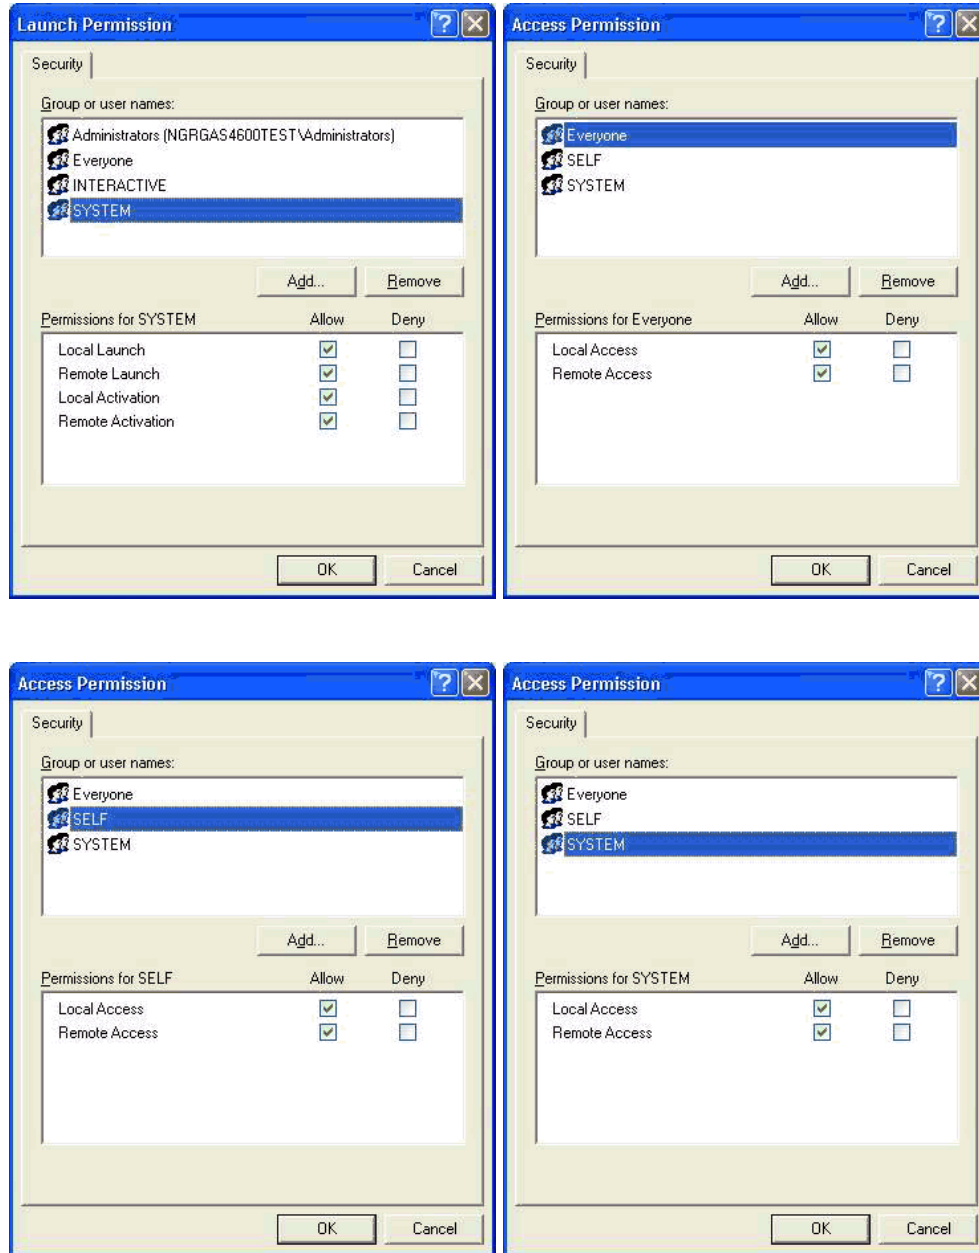 Launch Permission
Security
Group or user names:
Administrators (NGRGAS4600TEST\Administrators)
Everyone
INTERACTIVE
SYSTEM
Add... Remove
Permissions for SYSTEM Allow Deny
Local Launch
Remote Launch
Local Activation
Remote Activation
OK Cancel
Access Permission
Security
Group or user names:
Everyone
SELF
SYSTEM
Add... Remove
Permissions for Everyone Allow Deny
Local Access
Remote Access
OK Cancel
Access Permission
Security
Group or user names:
Everyone
SELF
SYSTEM
Add... Remove
Permissions for SELF Allow Deny
Local Access
Remote Access
OK Cancel
Access Permission
Security
Group or user names:
Everyone
SELF
SYSTEM
Add... Remove
Permissions for SYSTEM Allow Deny
Local Access
Remote Access
OK Cancel